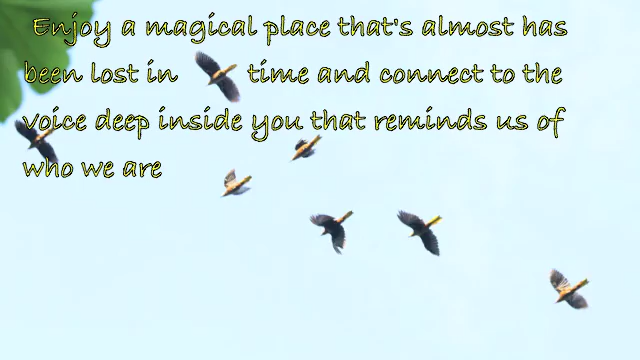 Enjoy a magical place that's almost has
been lost in time and connect to the
voice deep inside you that reminds us of
who we are